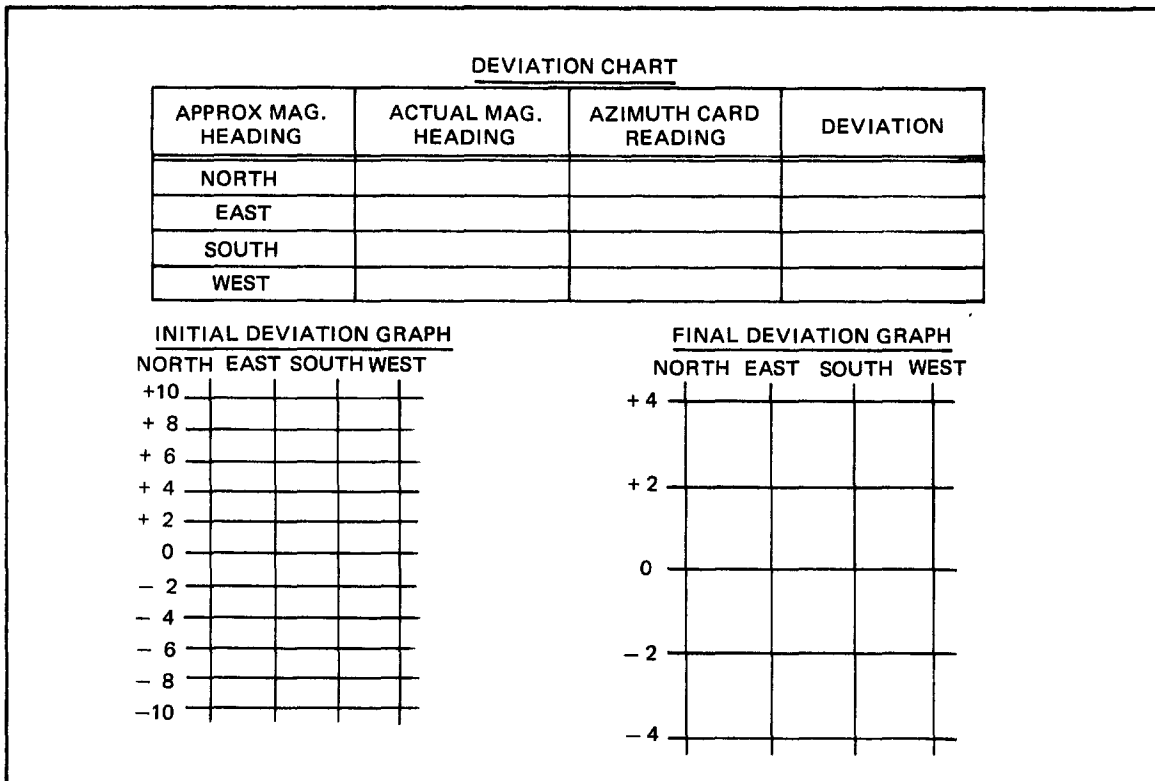 DEVIATION CHART
APPROX MAG. HEADING
ACTUAL MAG. HEADING
AZIMUTH CARD READING
DEVIATION
NORTH
EAST
SOUTH
WEST
INITIAL DEVIATION GRAPH
NORTH EAST SOUTH WEST
+10
+ 8
+ 6
+ 4
+ 2
0
− 2
− 4
− 6
− 8
−10
FINAL DEVIATION GRAPH
NORTH EAST SOUTH WEST
+ 4
+ 2
0
− 2
− 4